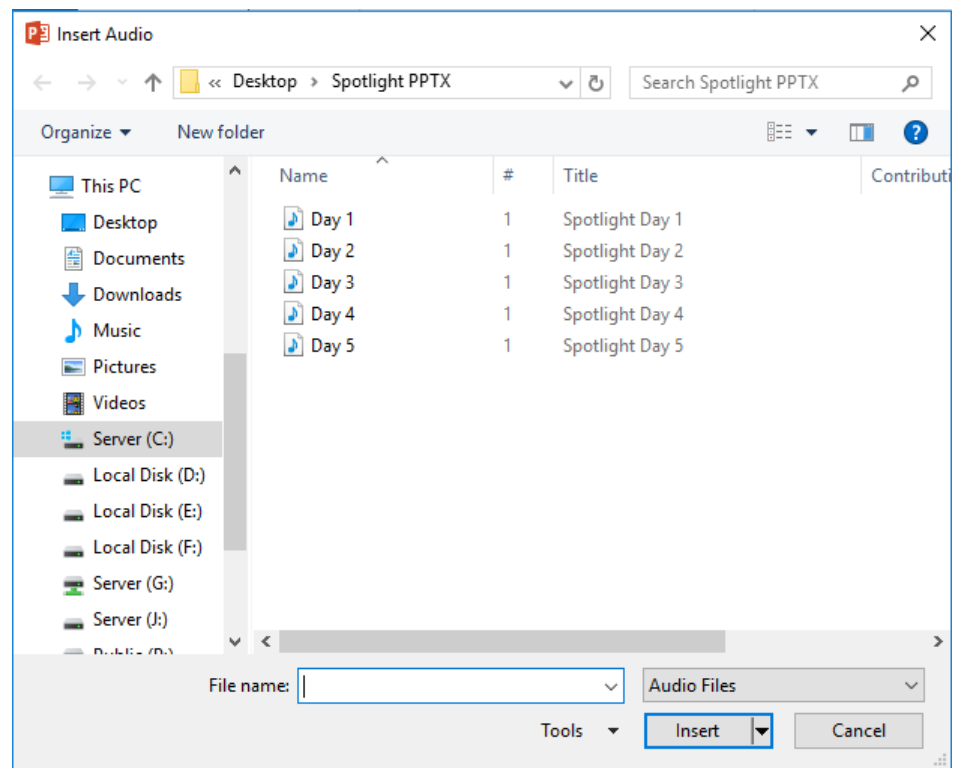 Insert Audio
« Desktop › Spotlight PPTX
Search Spotlight PPTX
Organize
New folder
Name # Title Contributi
This PC
Desktop
Documents
Downloads
Music
Pictures
Videos
Server (C:)
Local Disk (D:)
Local Disk (E:)
Local Disk (F:)
Server (G:)
Server (J:)
Day 1 1 Spotlight Day 1
Day 2 1 Spotlight Day 2
Day 3 1 Spotlight Day 3
Day 4 1 Spotlight Day 4
Day 5 1 Spotlight Day 5
File name:
Audio Files
Tools
Insert
Cancel